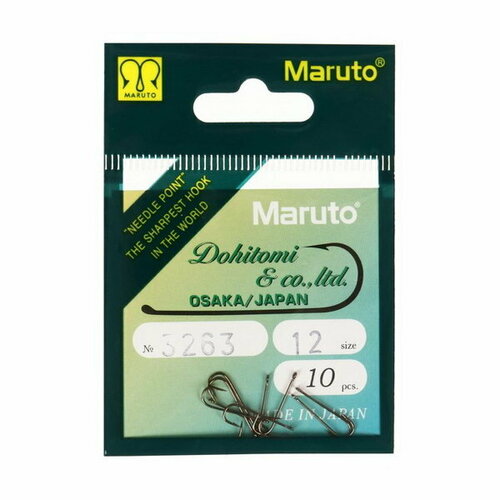 MARUTO
Maruto®
"NEEDLE POINT"
THE SHARPEST HOOK
IN THE WORLD
Maruto®
Dohitomi
& co.,ltd.
OSAKA/JAPAN
№ 3263 12 size
10 pcs.
MADE IN JAPAN